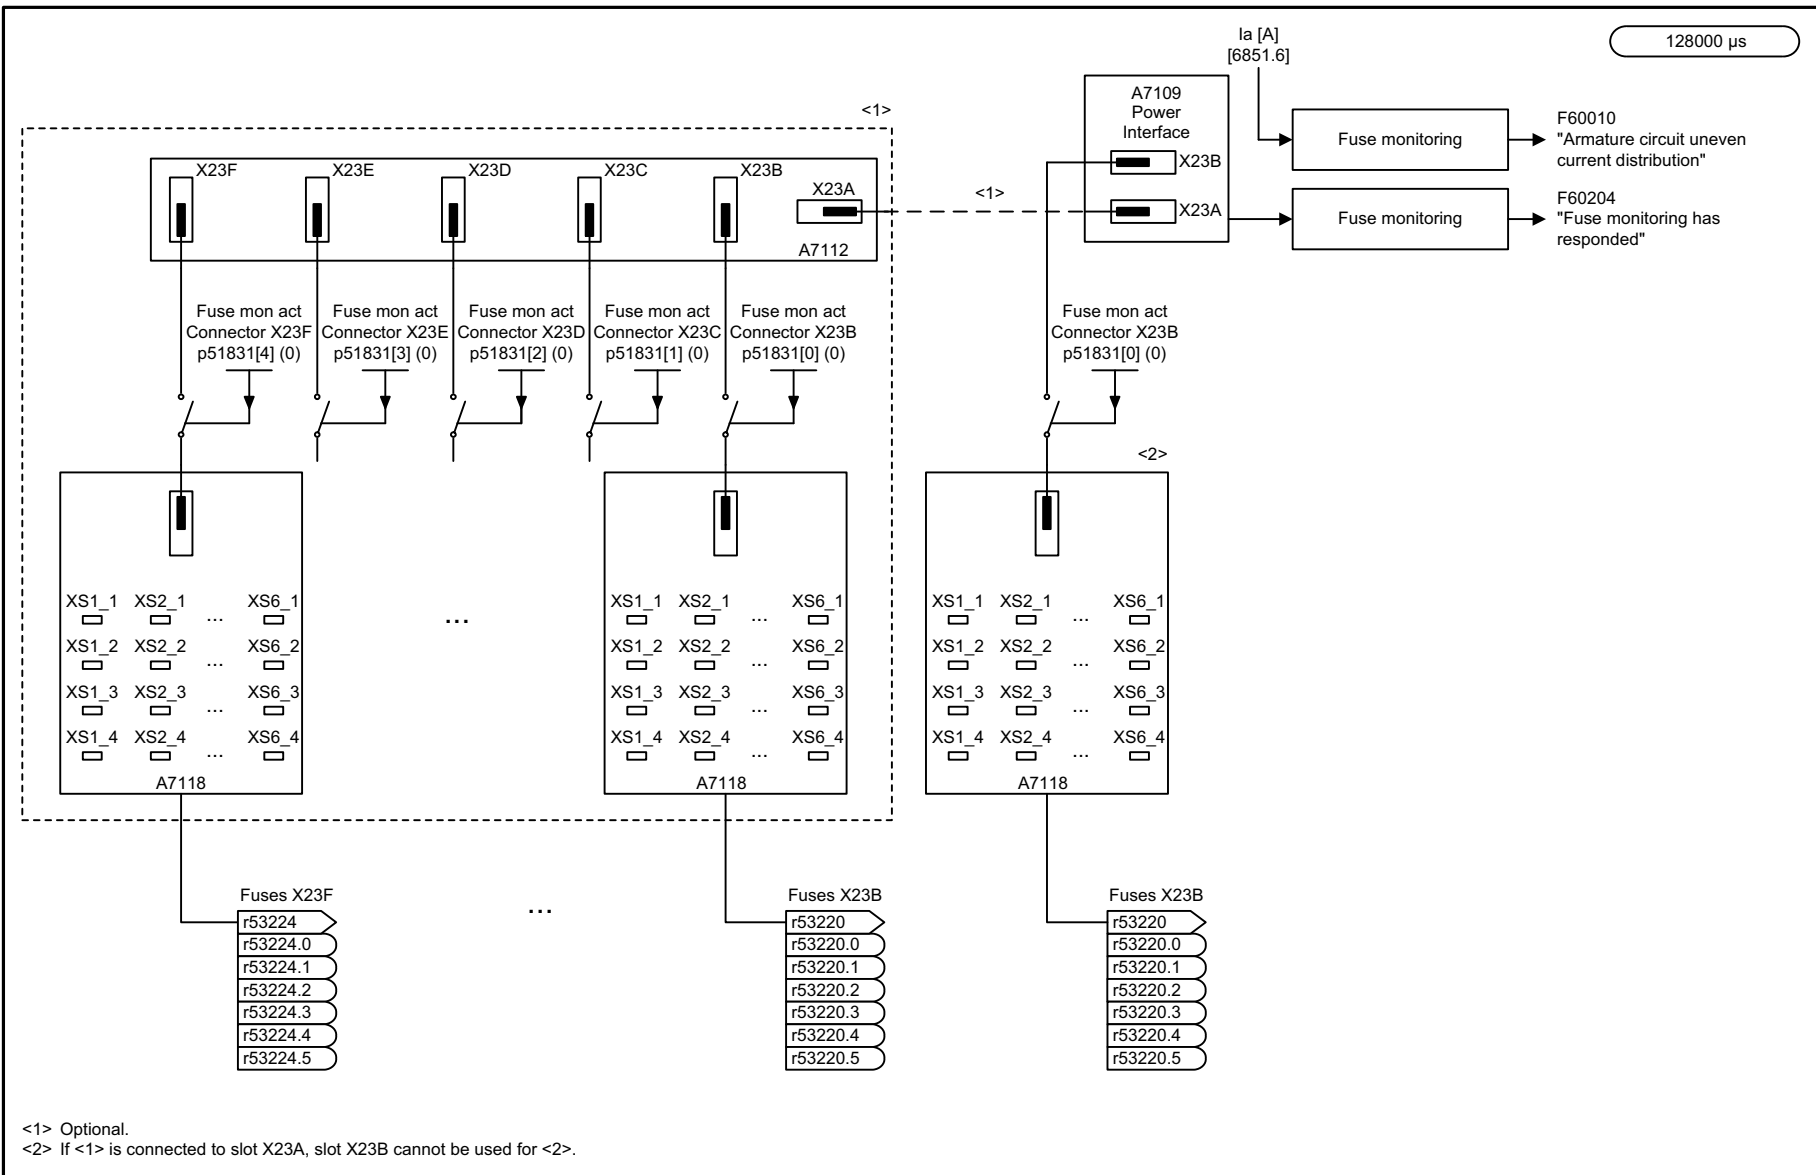 Ia [A]
[6851.6]
128000 µs
<1>
A7109
Power
Interface
X23B
X23A
Fuse monitoring
F60010
"Armature circuit uneven
current distribution"
Fuse monitoring
F60204
"Fuse monitoring has
responded"
X23F
X23E
X23D
X23C
X23B
X23A
A7112
<1>
Fuse mon act
Connector X23F
p51831[4] (0)
Fuse mon act
Connector X23E
p51831[3] (0)
Fuse mon act
Connector X23D
p51831[2] (0)
Fuse mon act
Connector X23C
p51831[1] (0)
Fuse mon act
Connector X23B
p51831[0] (0)
Fuse mon act
Connector X23B
p51831[0] (0)
<2>
XS1_1 XS2_1 ... XS6_1
XS1_2 XS2_2 ... XS6_2
XS1_3 XS2_3 ... XS6_3
XS1_4 XS2_4 ... XS6_4
A7118
...
XS1_1 XS2_1 ... XS6_1
XS1_2 XS2_2 ... XS6_2
XS1_3 XS2_3 ... XS6_3
XS1_4 XS2_4 ... XS6_4
A7118
XS1_1 XS2_1 ... XS6_1
XS1_2 XS2_2 ... XS6_2
XS1_3 XS2_3 ... XS6_3
XS1_4 XS2_4 ... XS6_4
A7118
Fuses X23F
r53224
r53224.0
r53224.1
r53224.2
r53224.3
r53224.4
r53224.5
...
Fuses X23B
r53220
r53220.0
r53220.1
r53220.2
r53220.3
r53220.4
r53220.5
Fuses X23B
r53220
r53220.0
r53220.1
r53220.2
r53220.3
r53220.4
r53220.5
<1> Optional.
<2> If <1> is connected to slot X23A, slot X23B cannot be used for <2>.